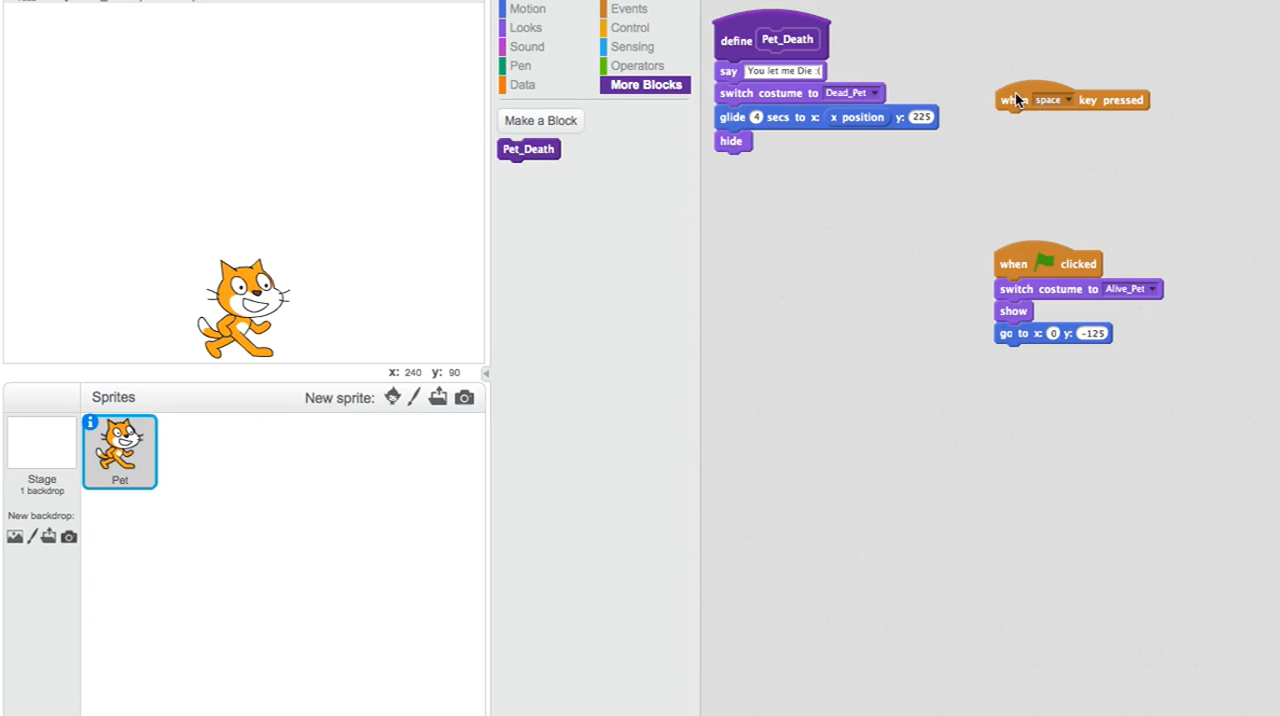 Motion
Looks
Sound
Pen
Data
Events
Control
Sensing
Operators
More Blocks
Make a Block
Pet_Death
define Pet_Death
say You let me Die :(
switch costume to Dead_Pet
glide 4 secs to x: x position y: 225
hide
space key pressed
when clicked
switch costume to Alive_Pet
show
go to x: 0 y: -125
x: 240 y: 90
Sprites
New sprite:
Stage
1 backdrop
New backdrop:
Pet